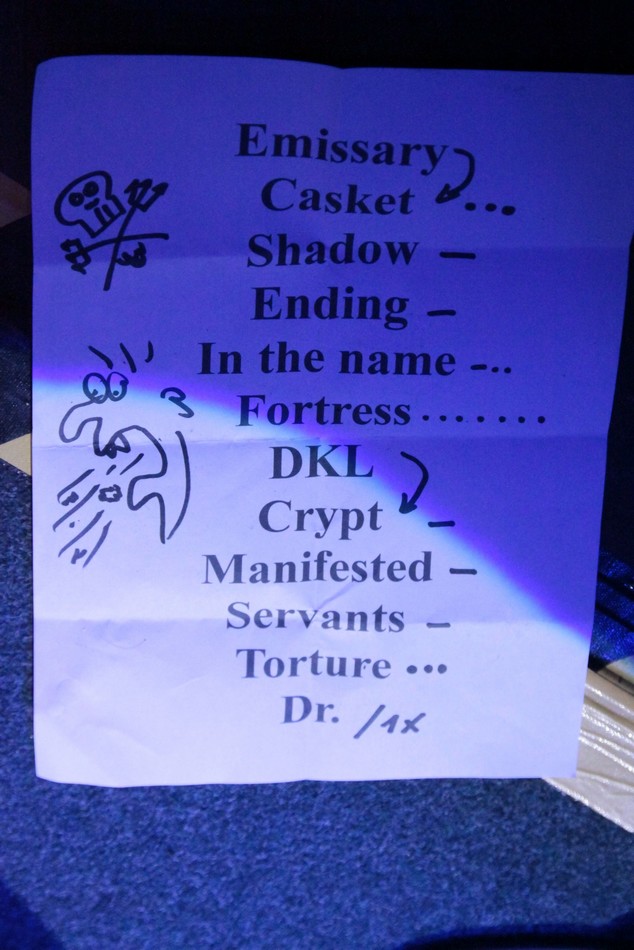 Emissary
Casket ...
Shadow –
Ending –
In the name -..
Fortress .......
DKL
Crypt –
Manifested –
Servants –
Torture ...
Dr. /1x